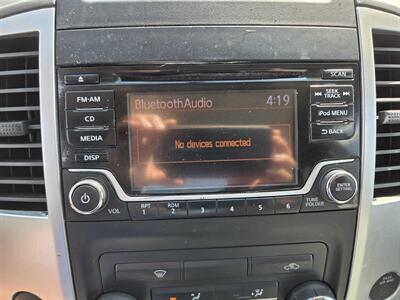 SCAN
BluetoothAudio 4:19
FM·AM
CD
MEDIA
DISP
No devices connected
SEEK
TRACK
iPod MENU
BACK
VOL
RPT
1
RDM
2
3
4
5
6
TUNE
FOLDER
ENTER
SETTING